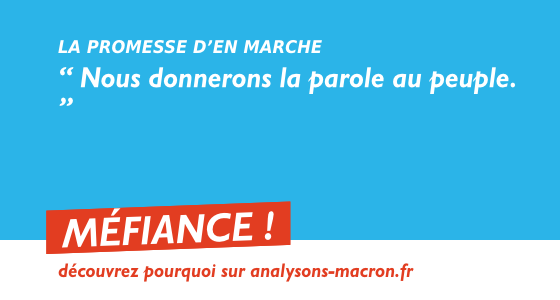 LA PROMESSE D’EN MARCHE
“ Nous donnerons la parole au peuple.
”
MÉFIANCE !
découvrez pourquoi sur analysons-macron.fr